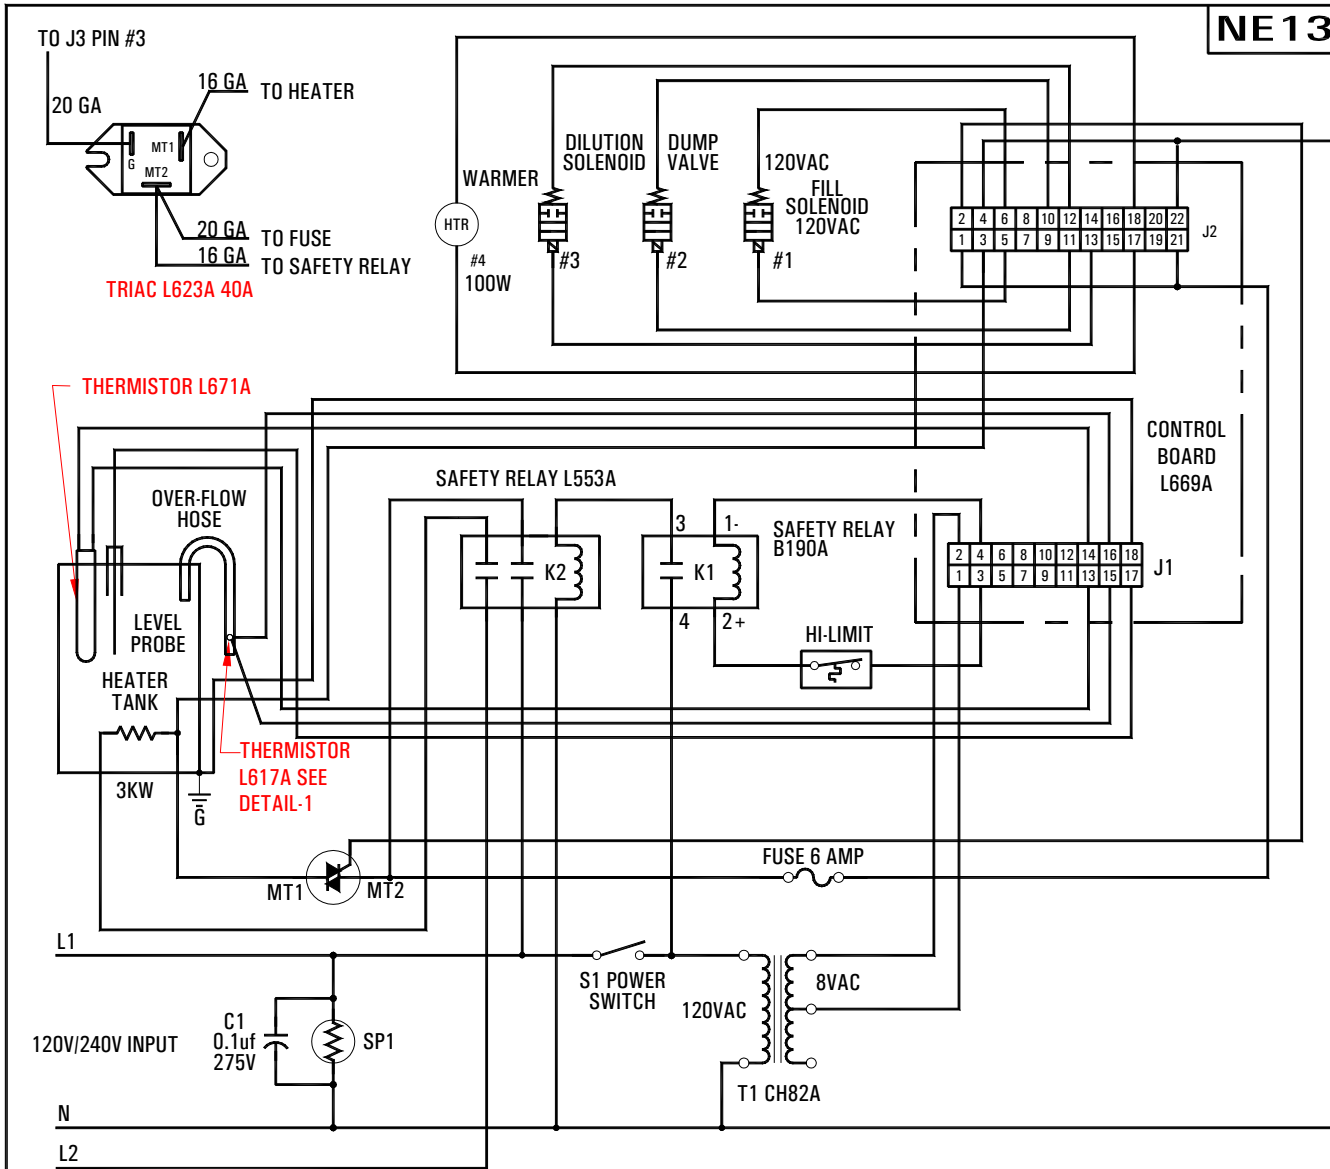 NE13
TO J3 PIN #3
16 GA TO HEATER
20 GA
G
MT1
MT2
20 GA TO FUSE
16 GA TO SAFETY RELAY
TRIAC L623A 40A
WARMER
HTR
#4
100W
DILUTION
SOLENOID
#3
DUMP
VALVE
#2
120VAC
FILL
SOLENOID
120VAC
#1
2 4 6 8 10 12 14 16 18 20 22
1 3 5 7 9 11 13 15 17 19 21
J2
CONTROL
BOARD
L669A
THERMISTOR L671A
OVER-FLOW
HOSE
LEVEL
PROBE
HEATER
TANK
3KW
G
THERMISTOR
L617A SEE
DETAIL-1
SAFETY RELAY L553A
K2
3
1-
K1
4
2+
SAFETY RELAY
B190A
HI-LIMIT
2 4 6 8 10 12 14 16 18
1 3 5 7 9 11 13 15 17
J1
MT1
MT2
FUSE 6 AMP
L1
S1 POWER
SWITCH
120VAC
8VAC
T1 CH82A
120V/240V INPUT
C1
0.1uf
275V
SP1
N
L2